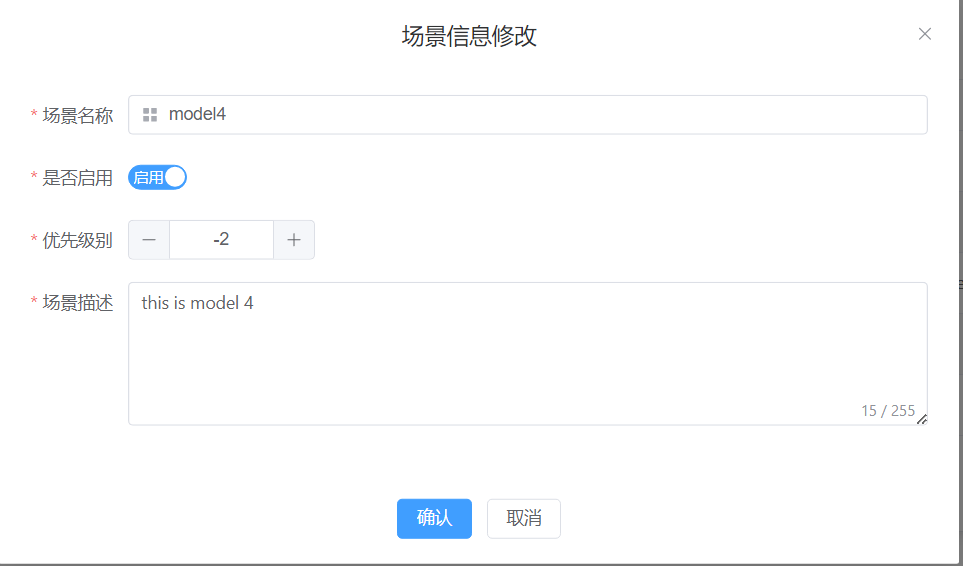 场景信息修改
* 场景名称 model4
* 是否启用 启用
* 优先级别 -2
* 场景描述 this is model 4
15 / 255
确认 取消